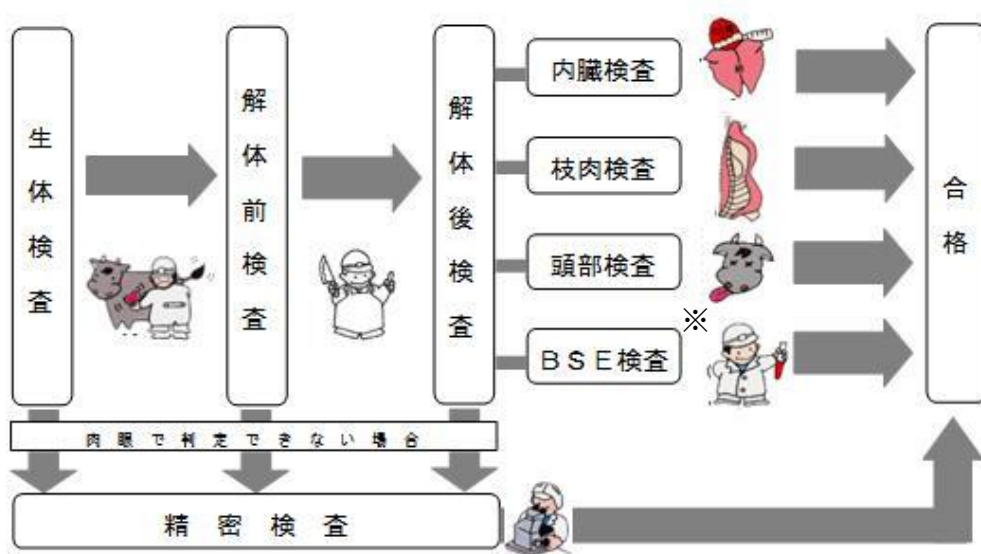 生体検査
解体前検査
解体後検査
内臓検査
枝肉検査
頭部検査
※
ＢＳＥ検査
合格
肉眼で判定できない場合
精密検査